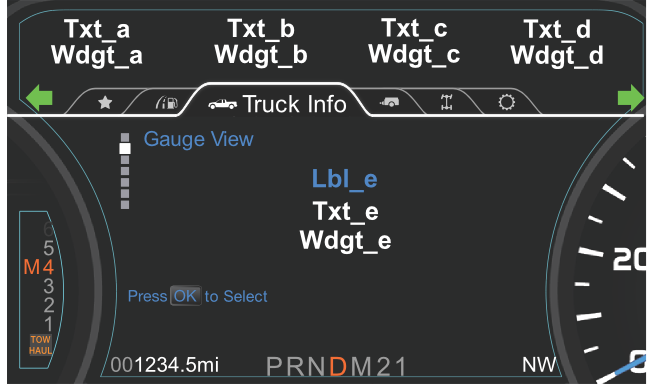 Txt_a Txt_b Txt_c Txt_d
Wdgt_a Wdgt_b Wdgt_c Wdgt_d
Truck Info
Gauge View
Lbl_e
Txt_e
Wdgt_e
6
5
M4
3
2
1
TOW
HAUL
20
Press OK to Select
001234.5mi PRNDM21 NW